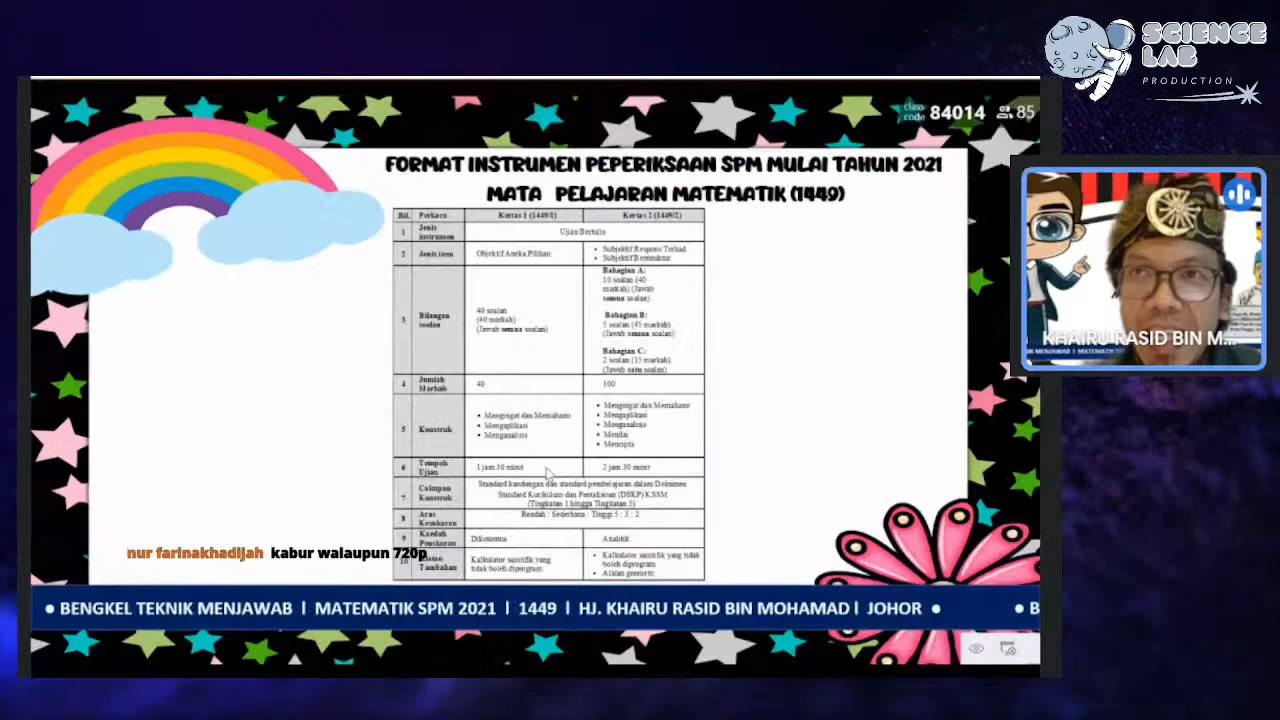 SCIENCE
LAB
PRODUCTION
class
code 84014 85
FORMAT INSTRUMEN PEPERIKSAAN SPM MULAI TAHUN 2021
MATA PELAJARAN MATEMATIK (1449)
Bil. Perkara Kertas 1 (1449/1) Kertas 2 (1449/2)
1 Jenis Instrumen Ujian Bertulis
2 Jenis Item Objektif Aneka Pilihan • Subjektif Respons Terhad
• Subjektif Berstruktur
3 Bilangan soalan 40 soalan
(40 markah)
(Jawab semua soalan)
Bahagian A:
10 soalan (40
markah) (Jawab
semua soalan)
Bahagian B:
5 soalan (45 markah)
(Jawab semua soalan)
Bahagian C:
2 soalan (15 markah)
(Jawab satu soalan)
4 Jumlah Markah 40 100
5 Konstruk • Mengingat dan Memahami
• Mengaplikasi
• Menganalisis
• Mengingat dan Memahami
• Mengaplikasi
• Menganalisis
• Menilai
• Mencipta
6 Tempoh Ujian 1 jam 30 minit 2 jam 30 minit
7 Cakupan Konstruk Standard kandungan dan standard pembelajaran dalam Dokumen
Standard Kurikulum dan Pentaksiran (DSKP) KSSM
(Tingkatan 1 hingga Tingkatan 5)
8 Aras Kesukaran Rendah : Sederhana : Tinggi 5 : 3 : 2
9 Kaedah Penskoran Dikotomus Analitik
10 Tambahan Kalkulator saintifik yang
tidak boleh diprogram
• Kalkulator saintifik yang tidak
boleh diprogram
• Alatan geometri
nur farinakhadijah kabur walaupun 720p
KHAIRU RASID BIN M...
• BENGKEL TEKNIK MENJAWAB | MATEMATIK SPM 2021 | 1449 | HJ. KHAIRU RASID BIN MOHAMAD | JOHOR • • B